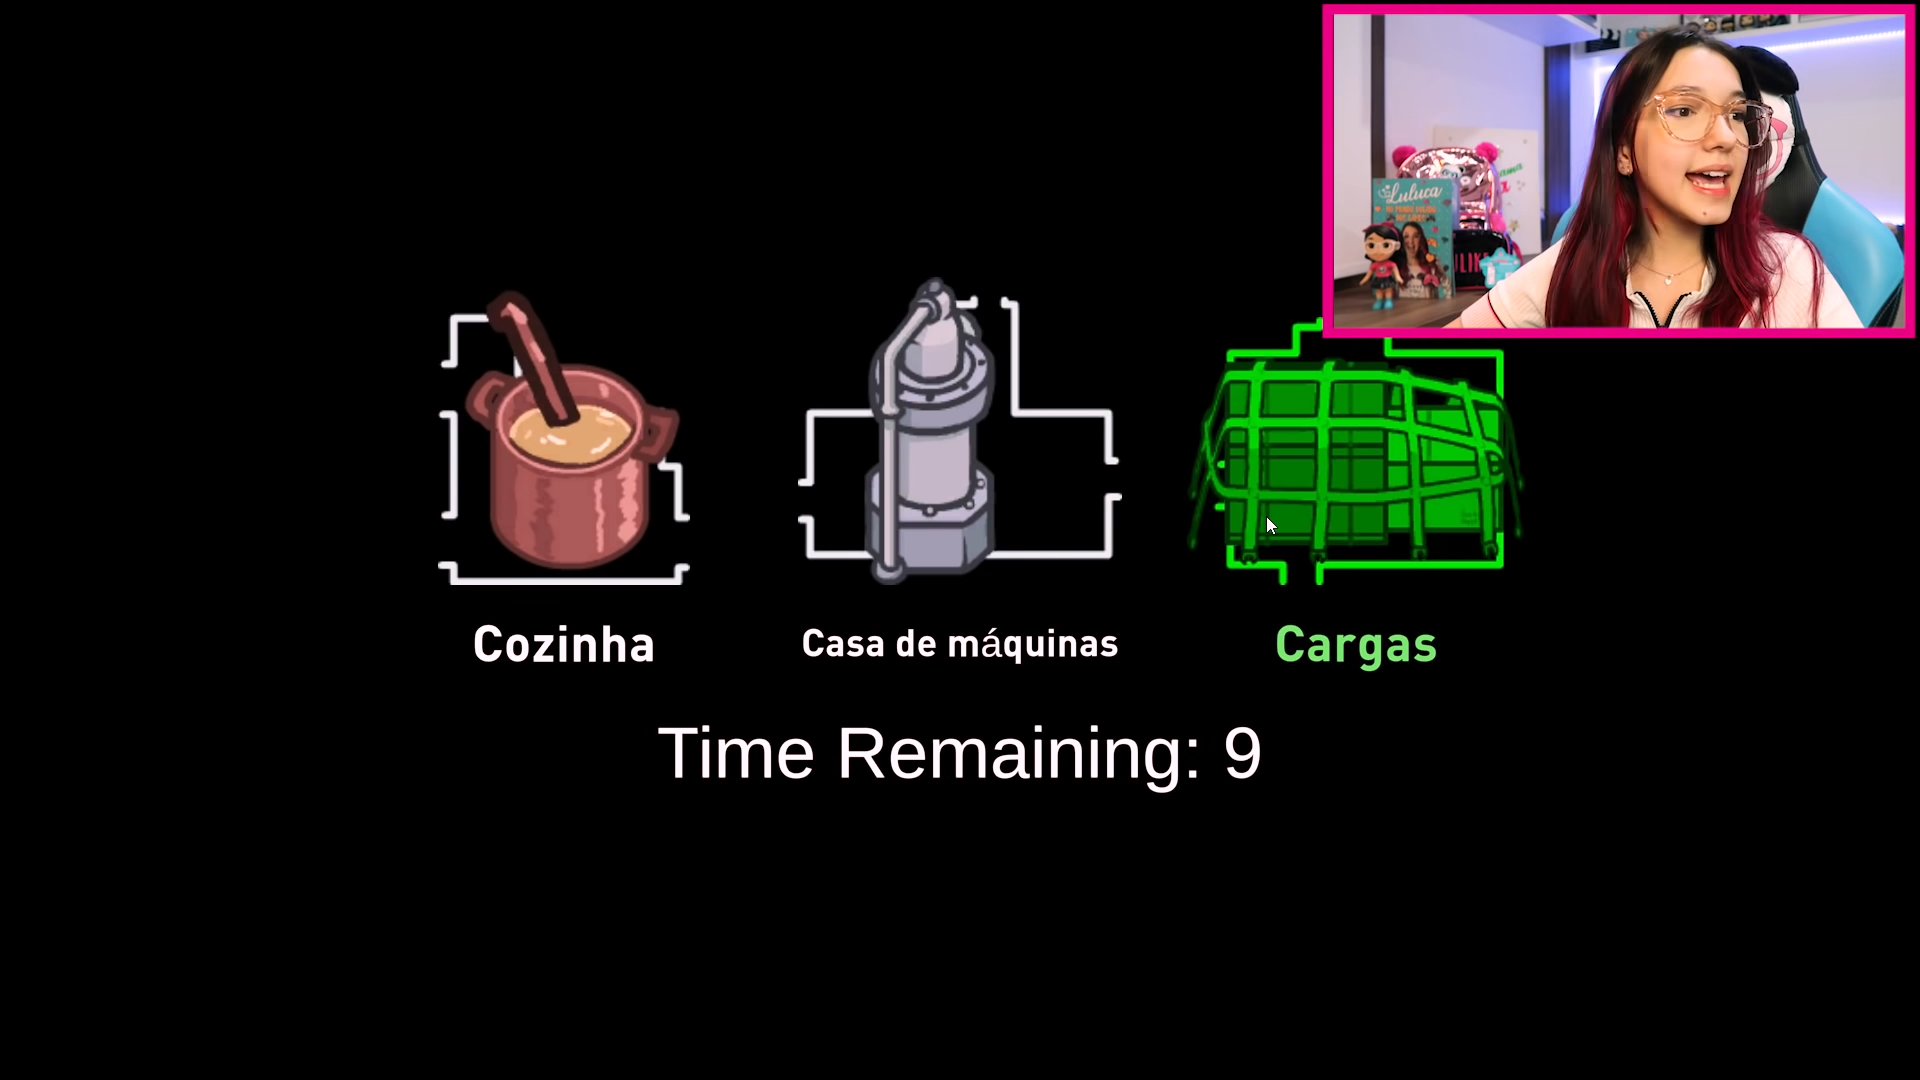 Luluca
Cozinha
Casa de máquinas
Cargas
Time Remaining: 9